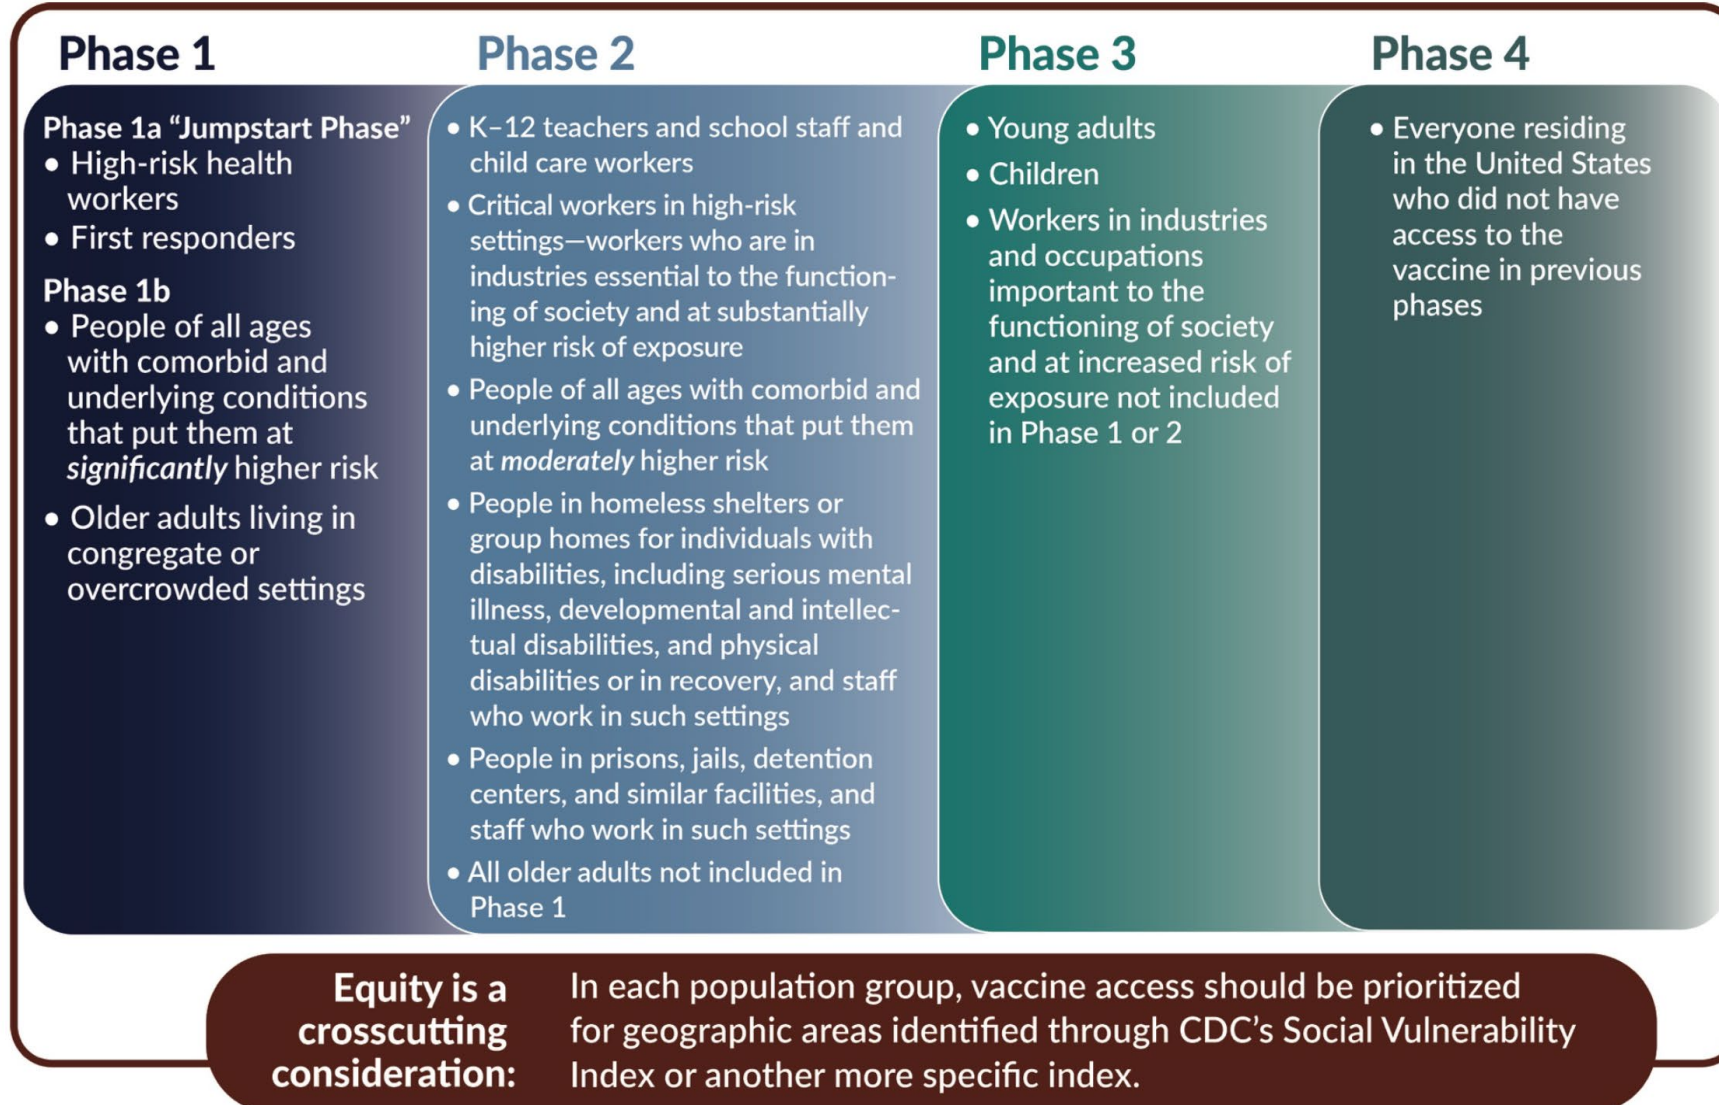 Phase 1
Phase 1a “Jumpstart Phase”
• High-risk health
workers
• First responders
Phase 1b
• People of all ages
with comorbid and
underlying conditions
that put them at
significantly higher risk
• Older adults living in
congregate or
overcrowded settings
Phase 2
• K–12 teachers and school staff and
child care workers
• Critical workers in high-risk
settings—workers who are in
industries essential to the function-
ing of society and at substantially
higher risk of exposure
• People of all ages with comorbid and
underlying conditions that put them
at moderately higher risk
• People in homeless shelters or
group homes for individuals with
disabilities, including serious mental
illness, developmental and intellec-
tual disabilities, and physical
disabilities or in recovery, and staff
who work in such settings
• People in prisons, jails, detention
centers, and similar facilities, and
staff who work in such settings
• All older adults not included in
Phase 1
Phase 3
• Young adults
• Children
• Workers in industries
and occupations
important to the
functioning of society
and at increased risk of
exposure not included
in Phase 1 or 2
Phase 4
• Everyone residing
in the United States
who did not have
access to the
vaccine in previous
phases
Equity is a
crosscutting
consideration:
In each population group, vaccine access should be prioritized
for geographic areas identified through CDC’s Social Vulnerability
Index or another more specific index.